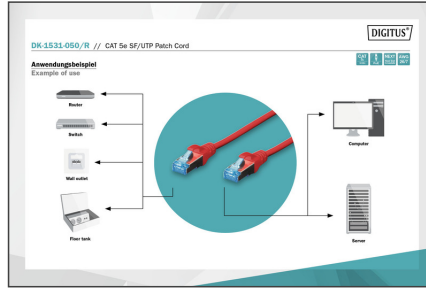 DIGITUS®
DK-1531-050/R // CAT 5e SF/UTP Patch Cord
Anwendungsbeispiel
Example of use
Router
Switch
Wall outlet
Floor tank
Computer
Server